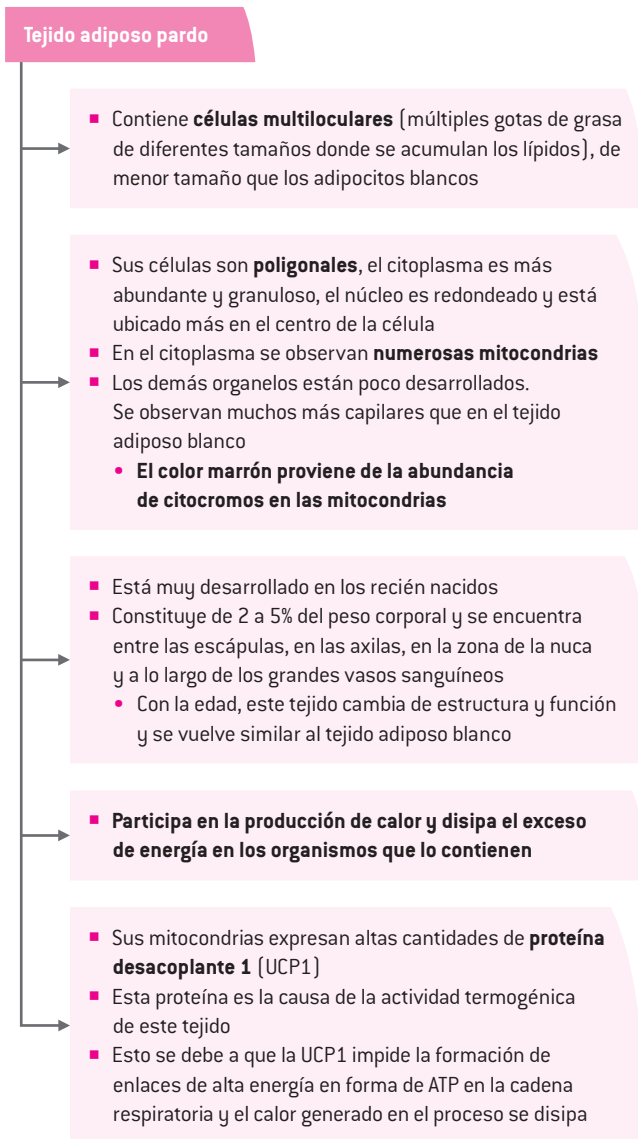 Tejido adiposo pardo
▪ Contiene células multiloculares (múltiples gotas de grasa
de diferentes tamaños donde se acumulan los lípidos), de
menor tamaño que los adipocitos blancos
▪ Sus células son poligonales, el citoplasma es más
abundante y granuloso, el núcleo es redondeado y está
ubicado más en el centro de la célula
▪ En el citoplasma se observan numerosas mitocondrias
▪ Los demás organelos están poco desarrollados.
Se observan muchos más capilares que en el tejido
adiposo blanco
• El color marrón proviene de la abundancia
de citocromos en las mitocondrias
▪ Está muy desarrollado en los recién nacidos
▪ Constituye de 2 a 5% del peso corporal y se encuentra
entre las escápulas, en las axilas, en la zona de la nuca
y a lo largo de los grandes vasos sanguíneos
• Con la edad, este tejido cambia de estructura y función
y se vuelve similar al tejido adiposo blanco
▪ Participa en la producción de calor y disipa el exceso
de energía en los organismos que lo contienen
▪ Sus mitocondrias expresan altas cantidades de proteína
desacoplante 1 (UCP1)
▪ Esta proteína es la causa de la actividad termogénica
de este tejido
▪ Esto se debe a que la UCP1 impide la formación de
enlaces de alta energía en forma de ATP en la cadena
respiratoria y el calor generado en el proceso se disipa